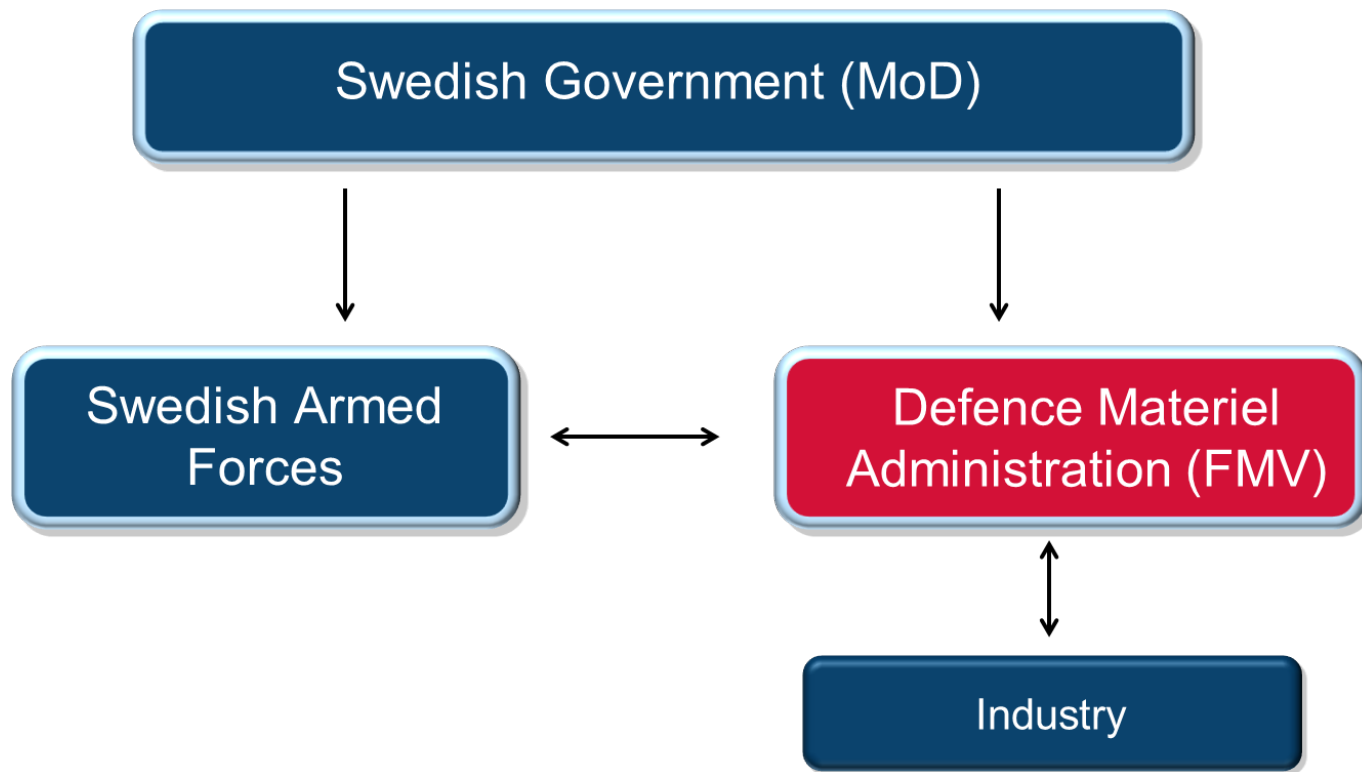 Swedish Government (MoD)
Swedish Armed
Forces
Defence Materiel
Administration (FMV)
Industry